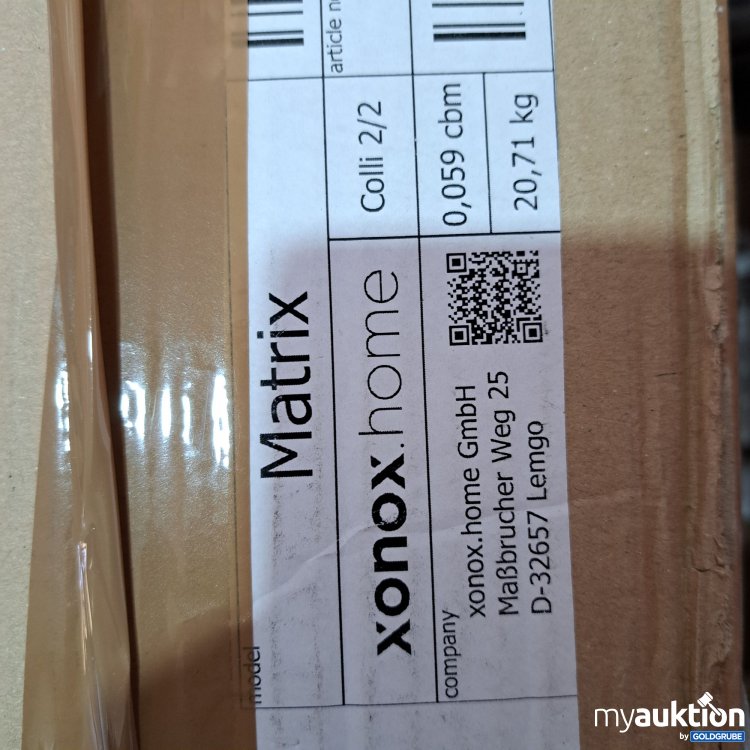 model
Matrix
article n
xonox.home
Colli 2/2
company
xonox.home GmbH
Maßbrucher Weg 25
D-32657 Lemgo
0,059 cbm
20,71 kg
myauktion
by GOLDGRUBE